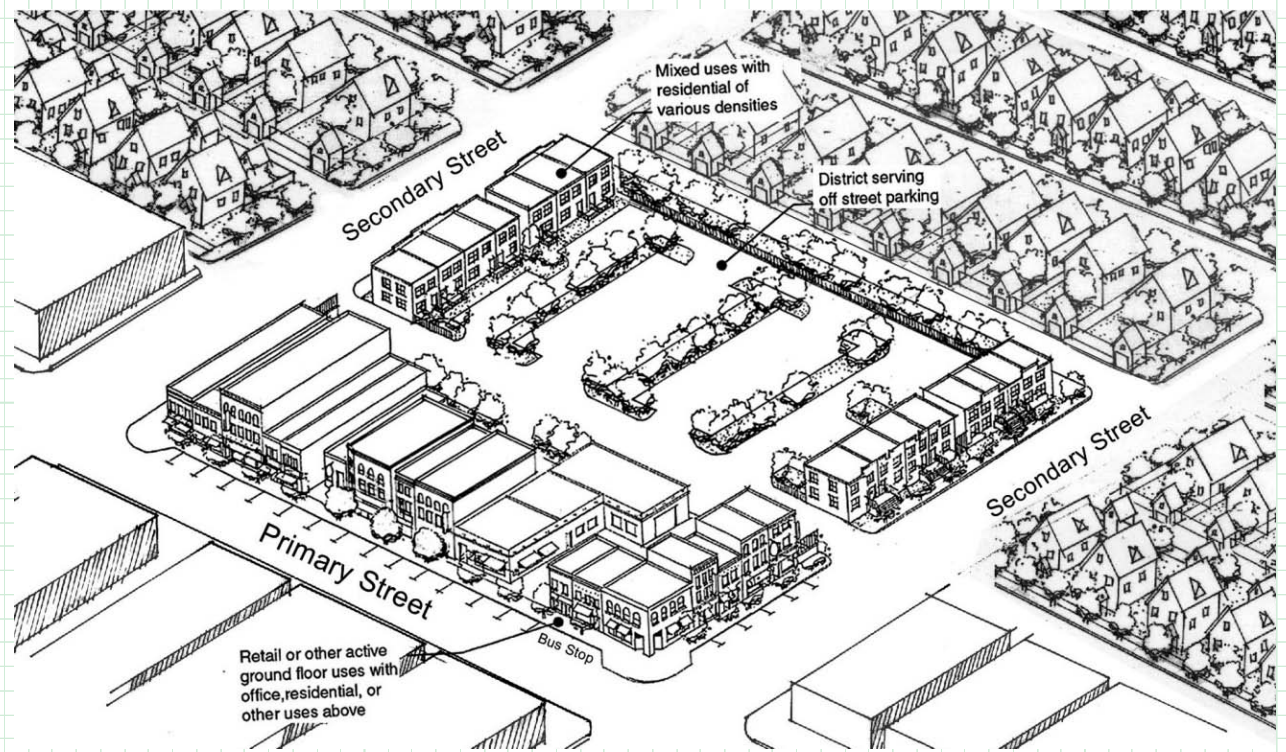 Mixed uses with
residential of
various densities
Secondary Street
District serving
off street parking
Secondary Street
Primary Street
Bus Stop
Retail or other active
ground floor uses with
office,residential, or
other uses above